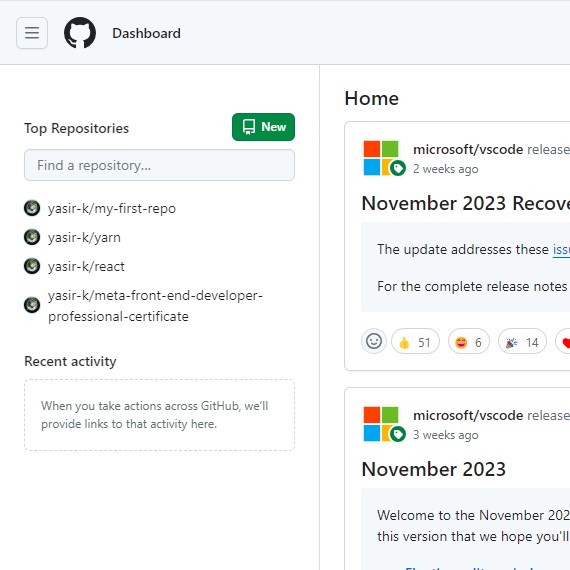 Dashboard
Top Repositories
New
Find a repository...
yasir-k/my-first-repo
yasir-k/yarn
yasir-k/react
yasir-k/meta-front-end-developer-
professional-certificate
Recent activity
When you take actions across GitHub, we'll
provide links to that activity here.
Home
microsoft/vscode release
2 weeks ago
November 2023 Recove
The update addresses these issu
For the complete release notes
51 6 14
microsoft/vscode release
3 weeks ago
November 2023
Welcome to the November 202
this version that we hope you'll